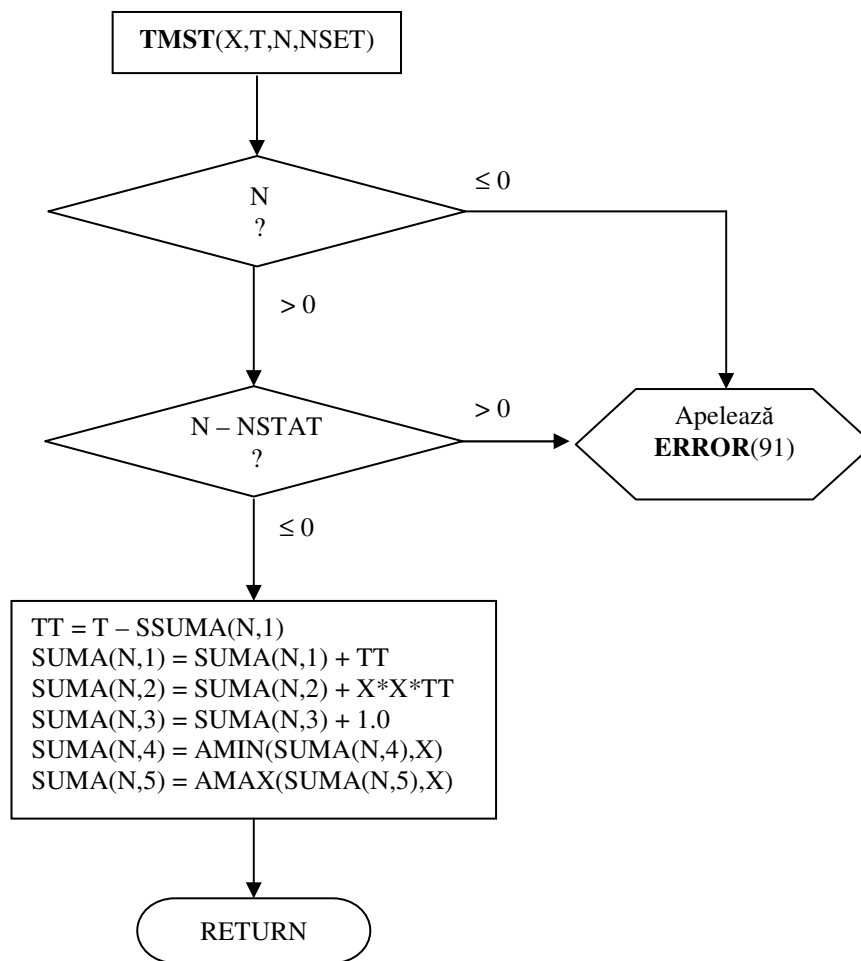 TMST(X,T,N,NSET)
N
?
≤ 0
> 0
N – NSTAT
?
> 0
Apelează
ERROR(91)
≤ 0
TT = T – SSUMA(N,1)
SUMA(N,1) = SUMA(N,1) + TT
SUMA(N,2) = SUMA(N,2) + X*X*TT
SUMA(N,3) = SUMA(N,3) + 1.0
SUMA(N,4) = AMIN(SUMA(N,4),X)
SUMA(N,5) = AMAX(SUMA(N,5),X)
RETURN